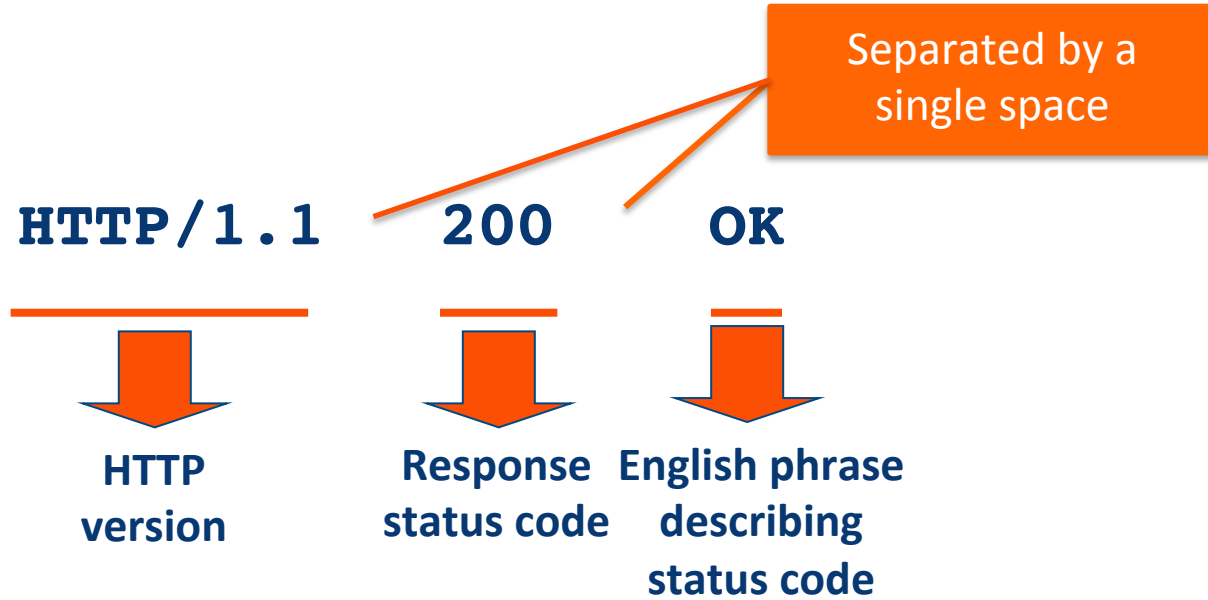 Separated by a
single space
HTTP/1.1 200 OK
HTTP
version
Response
status code
English phrase
describing
status code